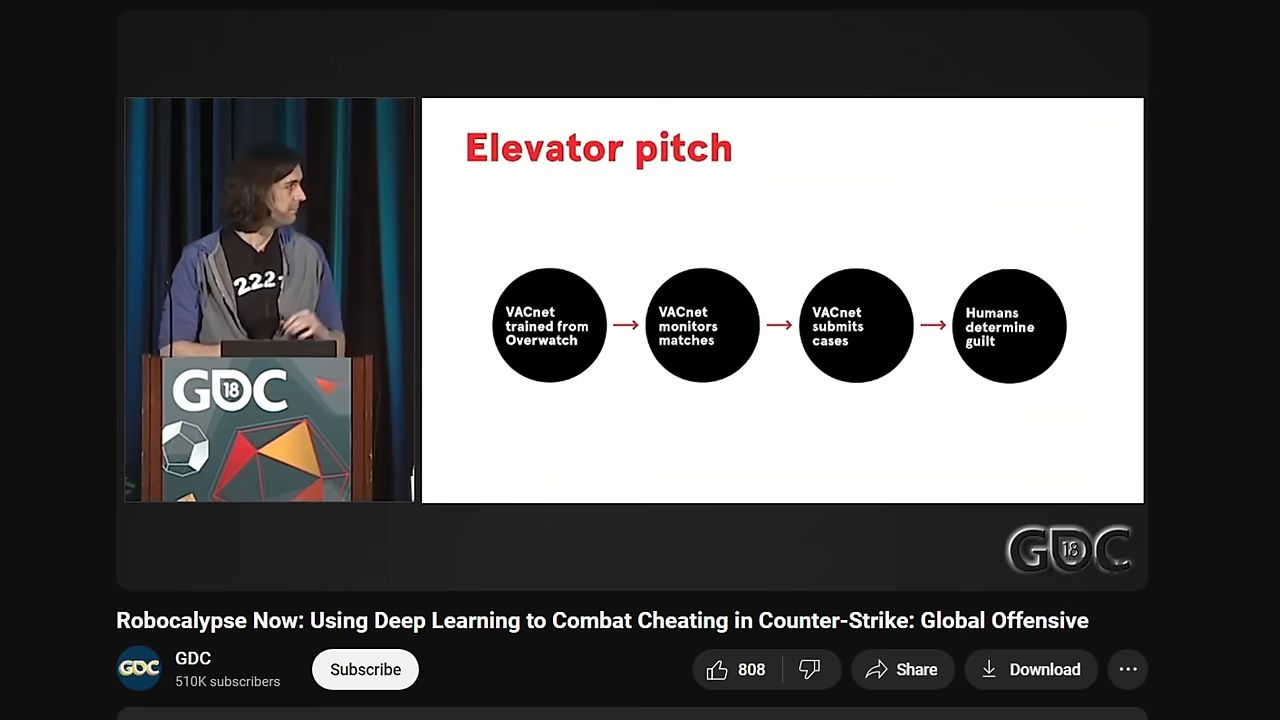 Elevator pitch
VACnet
trained from
Overwatch
VACnet
monitors
matches
VACnet
submits
cases
Humans
determine
guilt
GDC
18
GDC
18
Robocalypse Now: Using Deep Learning to Combat Cheating in Counter-Strike: Global Offensive
GDC
GDC
510K subscribers
Subscribe
808
Share
Download